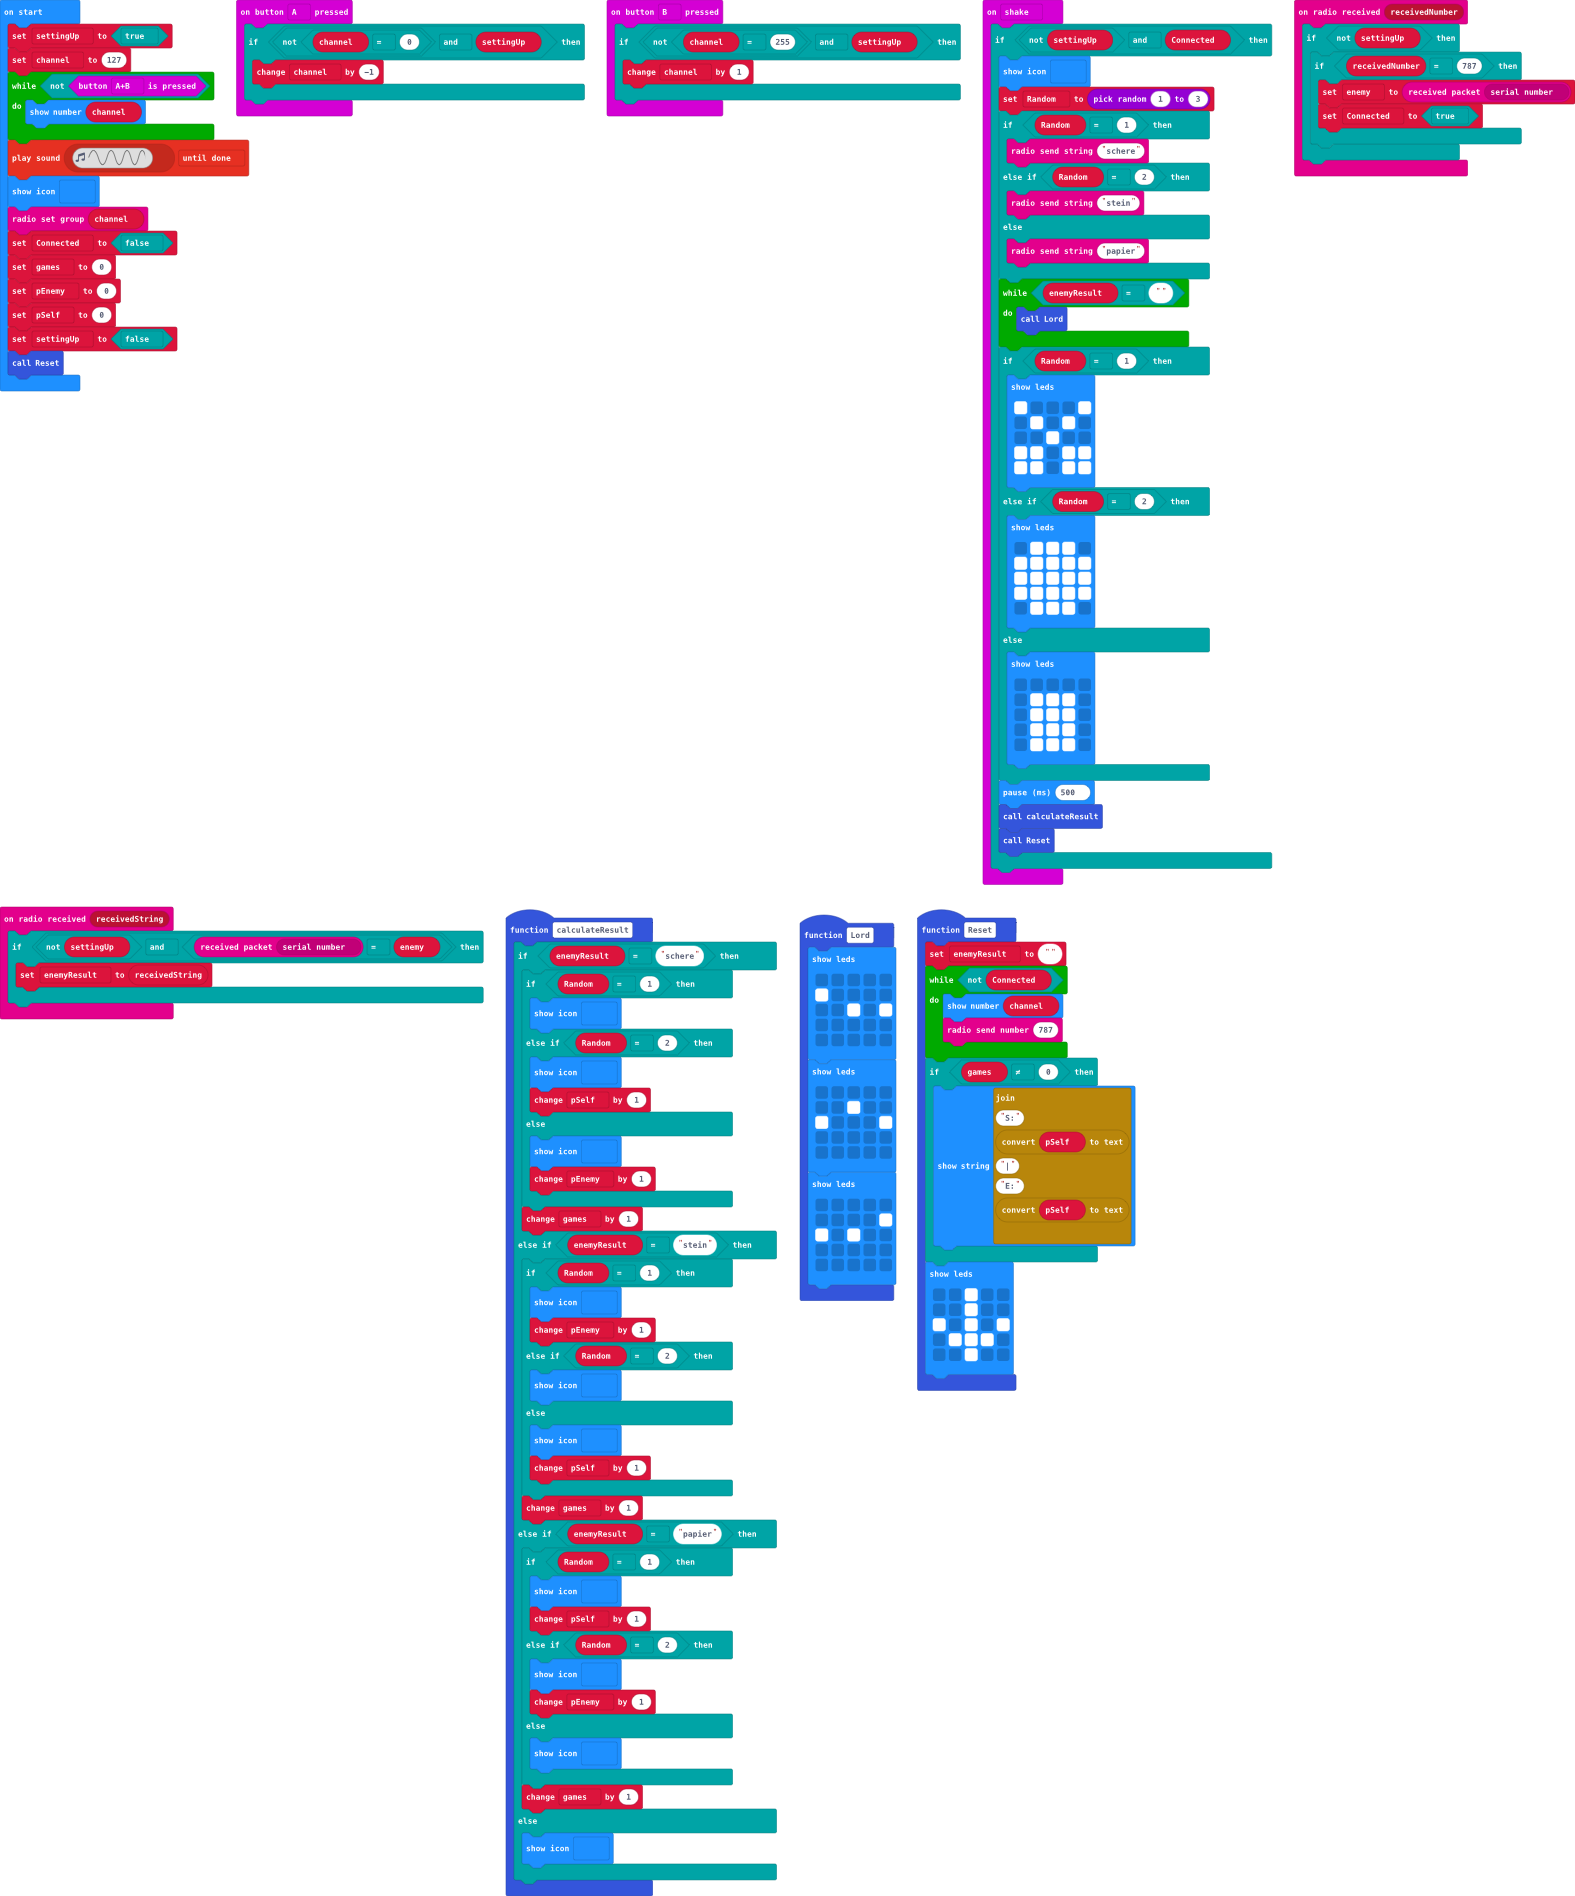 on start
set settingUp to true
set channel to 127
while not button A+B is pressed
do
show number channel
play sound until done
show icon
radio set group channel
set Connected to false
set games to 0
set pEnemy to 0
set pSelf to 0
set settingUp to false
call Reset
on button A pressed
if not channel = 0 and settingUp then
change channel by -1
on button B pressed
if not channel = 255 and settingUp then
change channel by 1
on shake
if not settingUp and Connected then
show icon
set Random to pick random 1 to 3
if Random = 1 then
radio send string "schere"
else if Random = 2 then
radio send string "stein"
else
radio send string "papier"
while enemyResult = ""
do
call Lord
if Random = 1 then
show leds
else if Random = 2 then
show leds
else
show leds
pause (ms) 500
call calculateResult
call Reset
on radio received receivedNumber
if not settingUp then
if receivedNumber = 787 then
set enemy to received packet serial number
set Connected to true
on radio received receivedString
if not settingUp and received packet serial number = enemy then
set enemyResult to receivedString
function calculateResult
if enemyResult = "schere" then
if Random = 1 then
show icon
else if Random = 2 then
show icon
change pSelf by 1
else
show icon
change pEnemy by 1
change games by 1
else if enemyResult = "stein" then
if Random = 1 then
show icon
change pEnemy by 1
else if Random = 2 then
show icon
else
show icon
change pSelf by 1
change games by 1
else if enemyResult = "papier" then
if Random = 1 then
show icon
change pSelf by 1
else if Random = 2 then
show icon
change pEnemy by 1
else
show icon
change games by 1
else
show icon
function Lord
show leds
show leds
show leds
function Reset
set enemyResult to ""
while not Connected
do
show number channel
radio send number 787
if games ≠ 0 then
show string
join
"S:"
convert pSelf to text
"|"
"E:"
convert pSelf to text
show leds